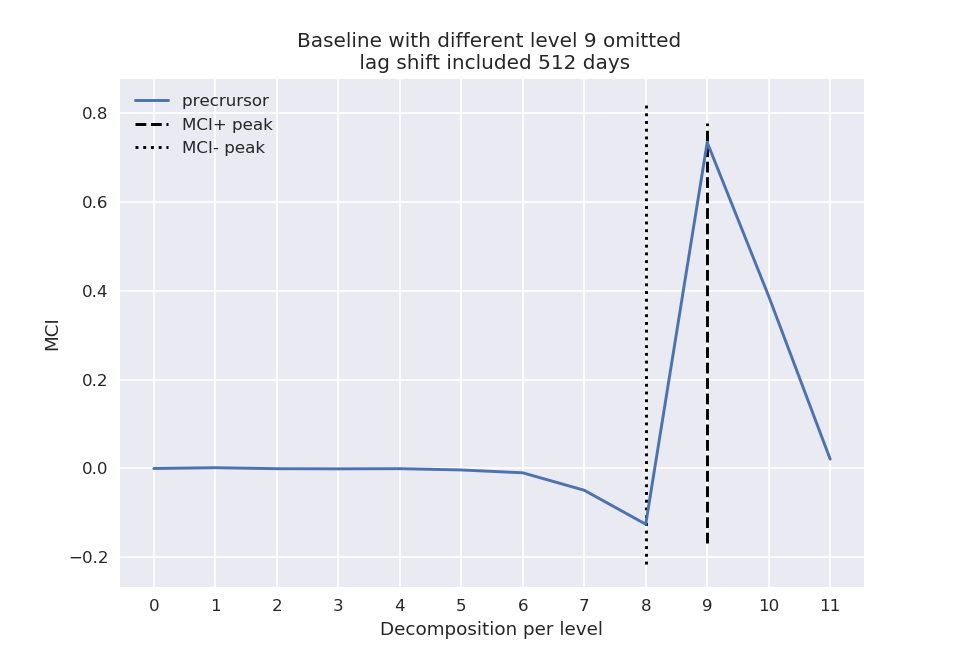 Baseline with different level 9 omitted
lag shift included 512 days
precrursor
MCI+ peak
MCI- peak
0.8
0.6
0.4
0.2
0.0
−0.2
MCI
0 1 2 3 4 5 6 7 8 9 10 11
Decomposition per level